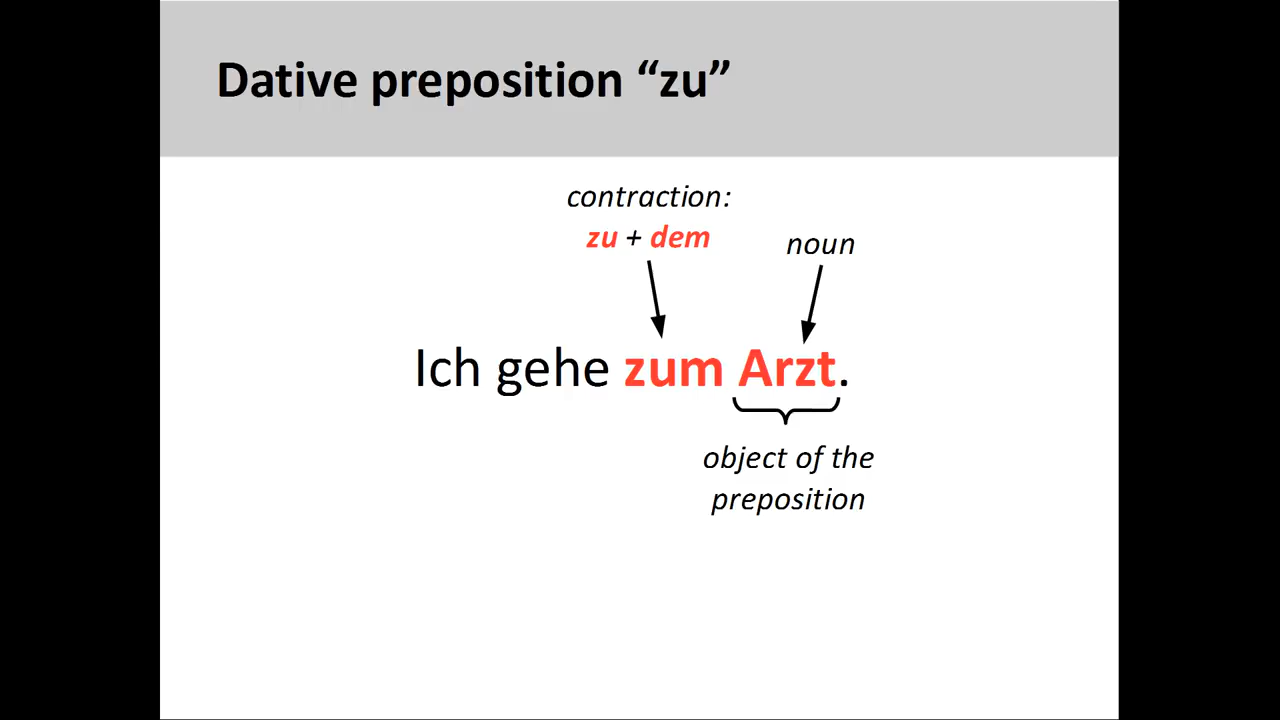 Dative preposition “zu”
contraction:
zu + dem
noun
Ich gehe zum Arzt.
object of the
preposition